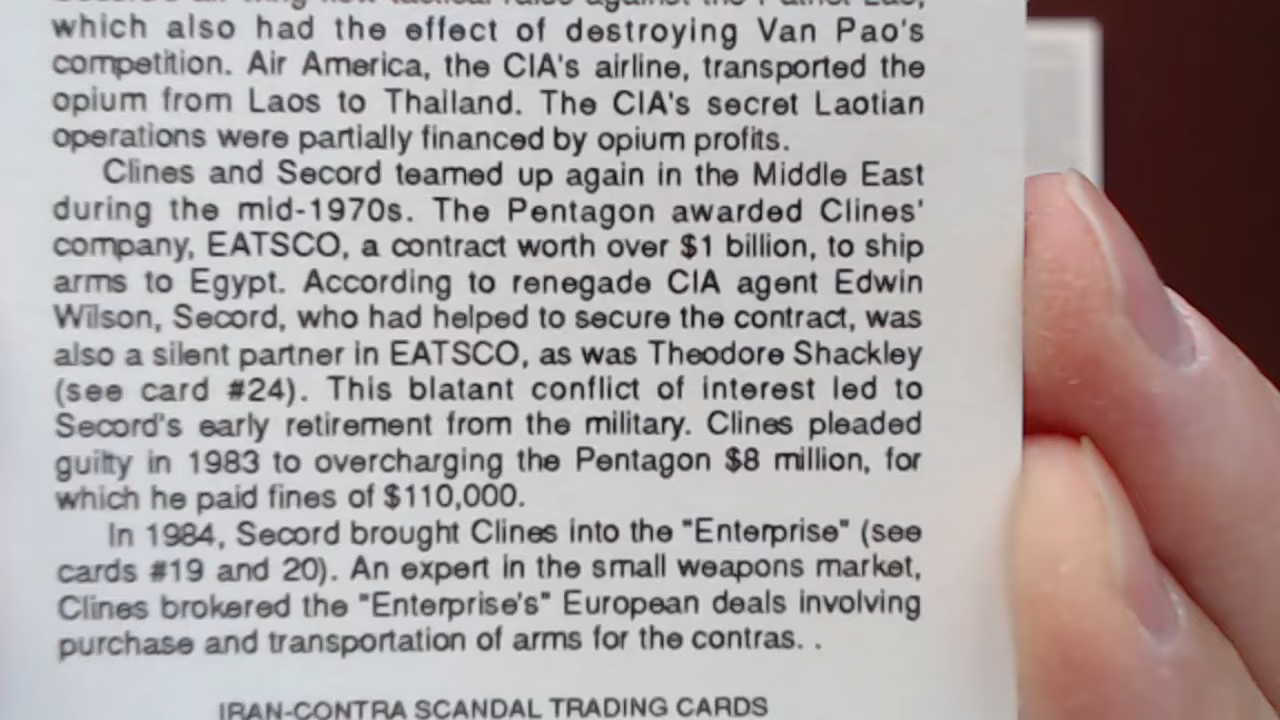 which also had the effect of destroying Van Pao's
competition. Air America, the CIA's airline, transported the
opium from Laos to Thailand. The CIA's secret Laotian
operations were partially financed by opium profits.
Clines and Secord teamed up again in the Middle East
during the mid-1970s. The Pentagon awarded Clines'
company, EATSCO, a contract worth over $1 billion, to ship
arms to Egypt. According to renegade CIA agent Edwin
Wilson, Secord, who had helped to secure the contract, was
also a silent partner in EATSCO, as was Theodore Shackley
(see card #24). This blatant conflict of interest led to
Secord's early retirement from the military. Clines pleaded
guilty in 1983 to overcharging the Pentagon $8 million, for
which he paid fines of $110,000.
In 1984, Secord brought Clines into the "Enterprise" (see
cards #19 and 20). An expert in the small weapons market,
Clines brokered the "Enterprise's" European deals involving
purchase and transportation of arms for the contras. .
IRAN-CONTRA SCANDAL TRADING CARDS